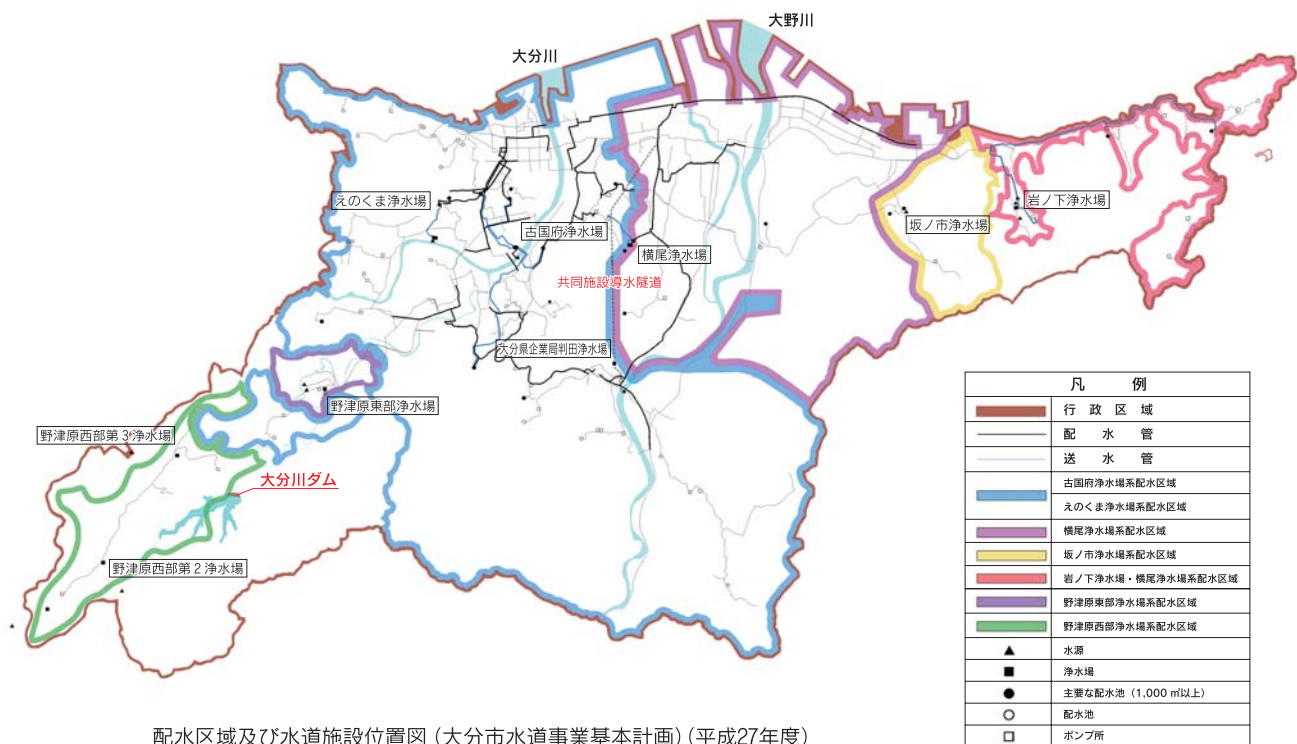 大野川
大分川
えのくま浄水場
古国府浄水場
横尾浄水場
坂ノ市浄水場
岩ノ下浄水場
共同施設導水隧道
大分県企業局判田浄水場
野津原東部浄水場
野津原西部第3浄水場
大分川ダム
野津原西部第2浄水場
凡 例
行政区域
配水管
送水管
古国府浄水場系配水区域
えのくま浄水場系配水区域
横尾浄水場系配水区域
坂ノ市浄水場系配水区域
岩ノ下浄水場・横尾浄水場系配水区域
野津原東部浄水場系配水区域
野津原西部浄水場系配水区域
水源
浄水場
主要な配水池（1,000㎥以上）
配水池
ポンプ所
配水区域及び水道施設位置図（大分市水道事業基本計画）（平成27年度）